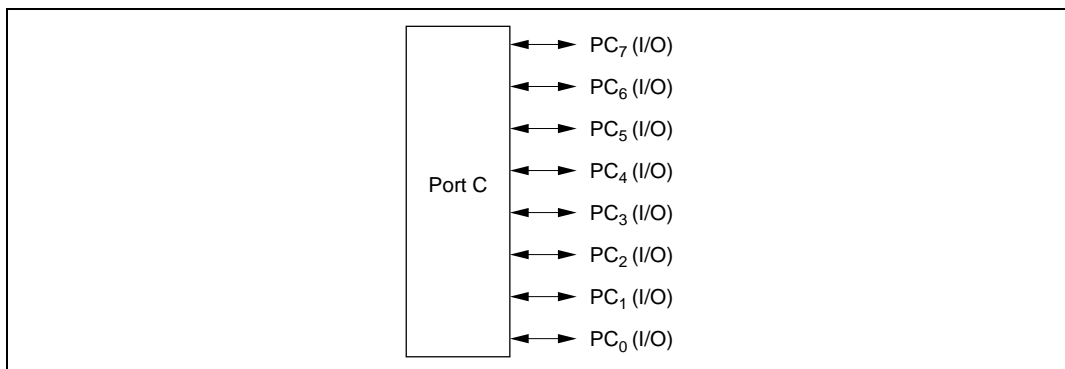 PC₇ (I/O)
PC₆ (I/O)
PC₅ (I/O)
PC₄ (I/O)
Port C
PC₃ (I/O)
PC₂ (I/O)
PC₁ (I/O)
PC₀ (I/O)